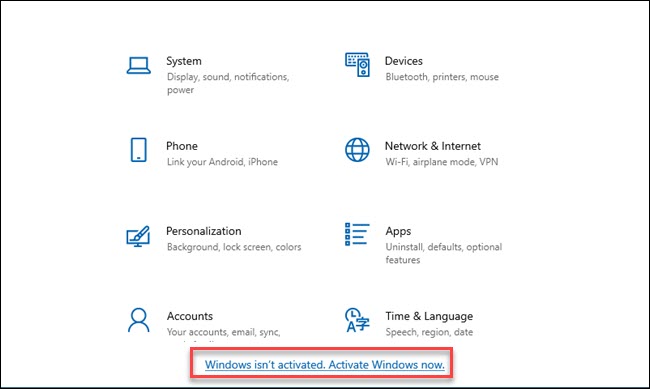 System
Display, sound, notifications,
power
Devices
Bluetooth, printers, mouse
Phone
Link your Android, iPhone
Network & Internet
Wi-Fi, airplane mode, VPN
Personalization
Background, lock screen, colors
Apps
Uninstall, defaults, optional
features
Accounts
Your accounts, email, sync,
Time & Language
Speech, region, date
Windows isn't activated. Activate Windows now.